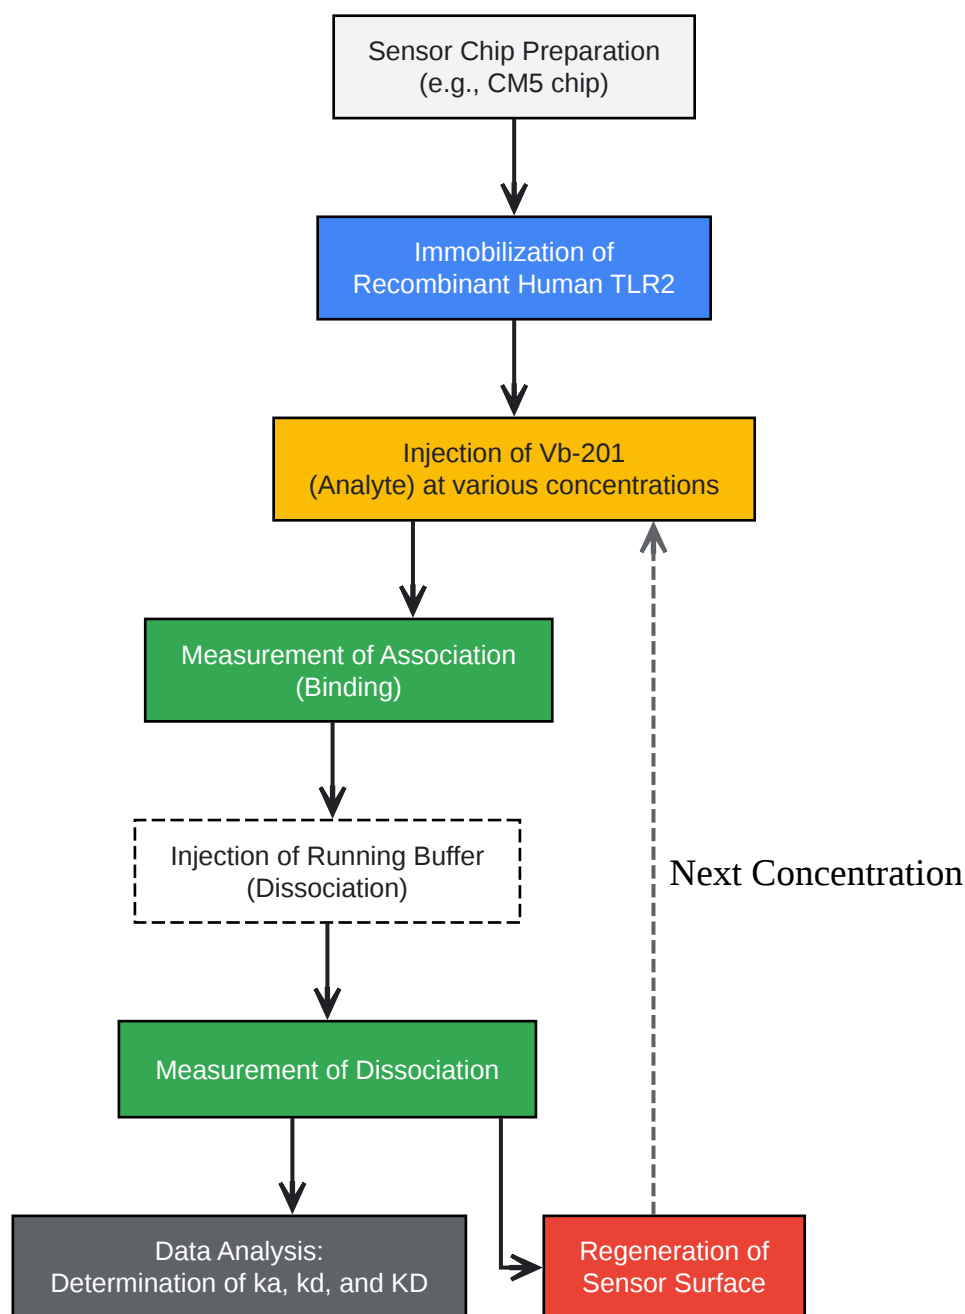 Sensor Chip Preparation
(e.g., CM5 chip)
Immobilization of
Recombinant Human TLR2
Injection of Vb-201
(Analyte) at various concentrations
Measurement of Association
(Binding)
Injection of Running Buffer
(Dissociation)
Next Concentration
Measurement of Dissociation
Data Analysis:
Determination of ka, kd, and KD
Regeneration of
Sensor Surface